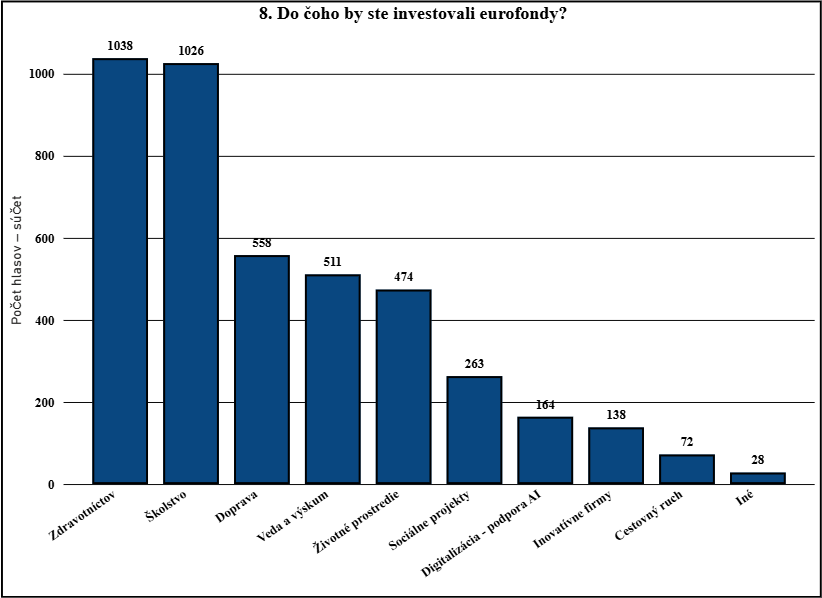 8. Do čoho by ste investovali eurofondy?
Počet hlasov – súčet
1000
800
600
400
200
0
1038
1026
558
511
474
263
164
138
72
28
Zdravotníctov
Školstvo
Doprava
Veda a výskum
Životné prostredie
Sociálne projekty
Digitalizácia - podpora AI
Inovatívne firmy
Cestovný ruch
Iné